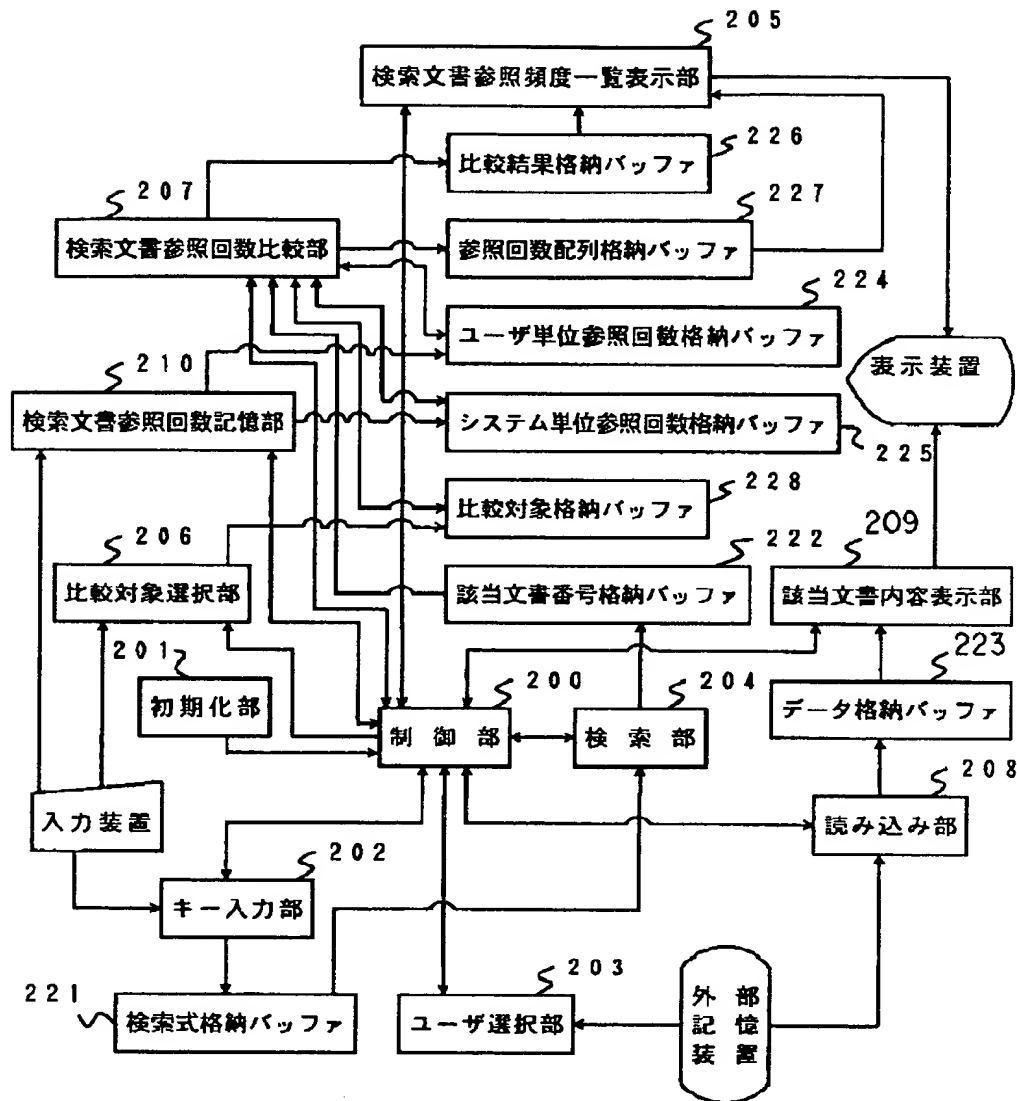 205
検索文書参照頻度一覧表示部
226
比較結果格納バッファ
207
検索文書参照回数比較部
227
参照回数配列格納バッファ
224
ユーザ単位参照回数格納バッファ
表示装置
210
検索文書参照回数記憶部
システム単位参照回数格納バッファ
225
228
比較対象格納バッファ
206
比較対象選択部
222
該当文書番号格納バッファ
209
該当文書内容表示部
201
初期化部
200
制御部
204
検索部
223
データ格納バッファ
入力装置
208
読み込み部
202
キー入力部
221
検索式格納バッファ
203
ユーザ選択部
外部
記憶
装置